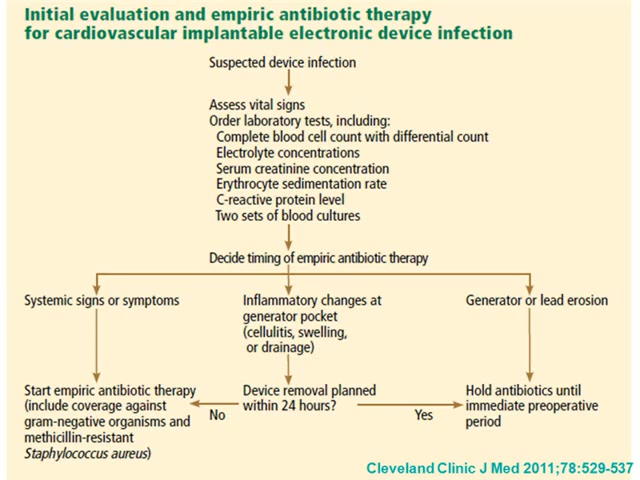 Initial evaluation and empiric antibiotic therapy
for cardiovascular implantable electronic device infection
Suspected device infection
Assess vital signs
Order laboratory tests, including:
Complete blood cell count with differential count
Electrolyte concentrations
Serum creatinine concentration
Erythrocyte sedimentation rate
C-reactive protein level
Two sets of blood cultures
Decide timing of empiric antibiotic therapy
Systemic signs or symptoms
Inflammatory changes at
generator pocket
(cellulitis, swelling,
or drainage)
Generator or lead erosion
Start empiric antibiotic therapy
(include coverage against
gram-negative organisms and
methicillin-resistant
Staphylococcus aureus)
No
Device removal planned
within 24 hours?
Yes
Hold antibiotics until
immediate preoperative
period
Cleveland Clinic J Med 2011;78:529-537